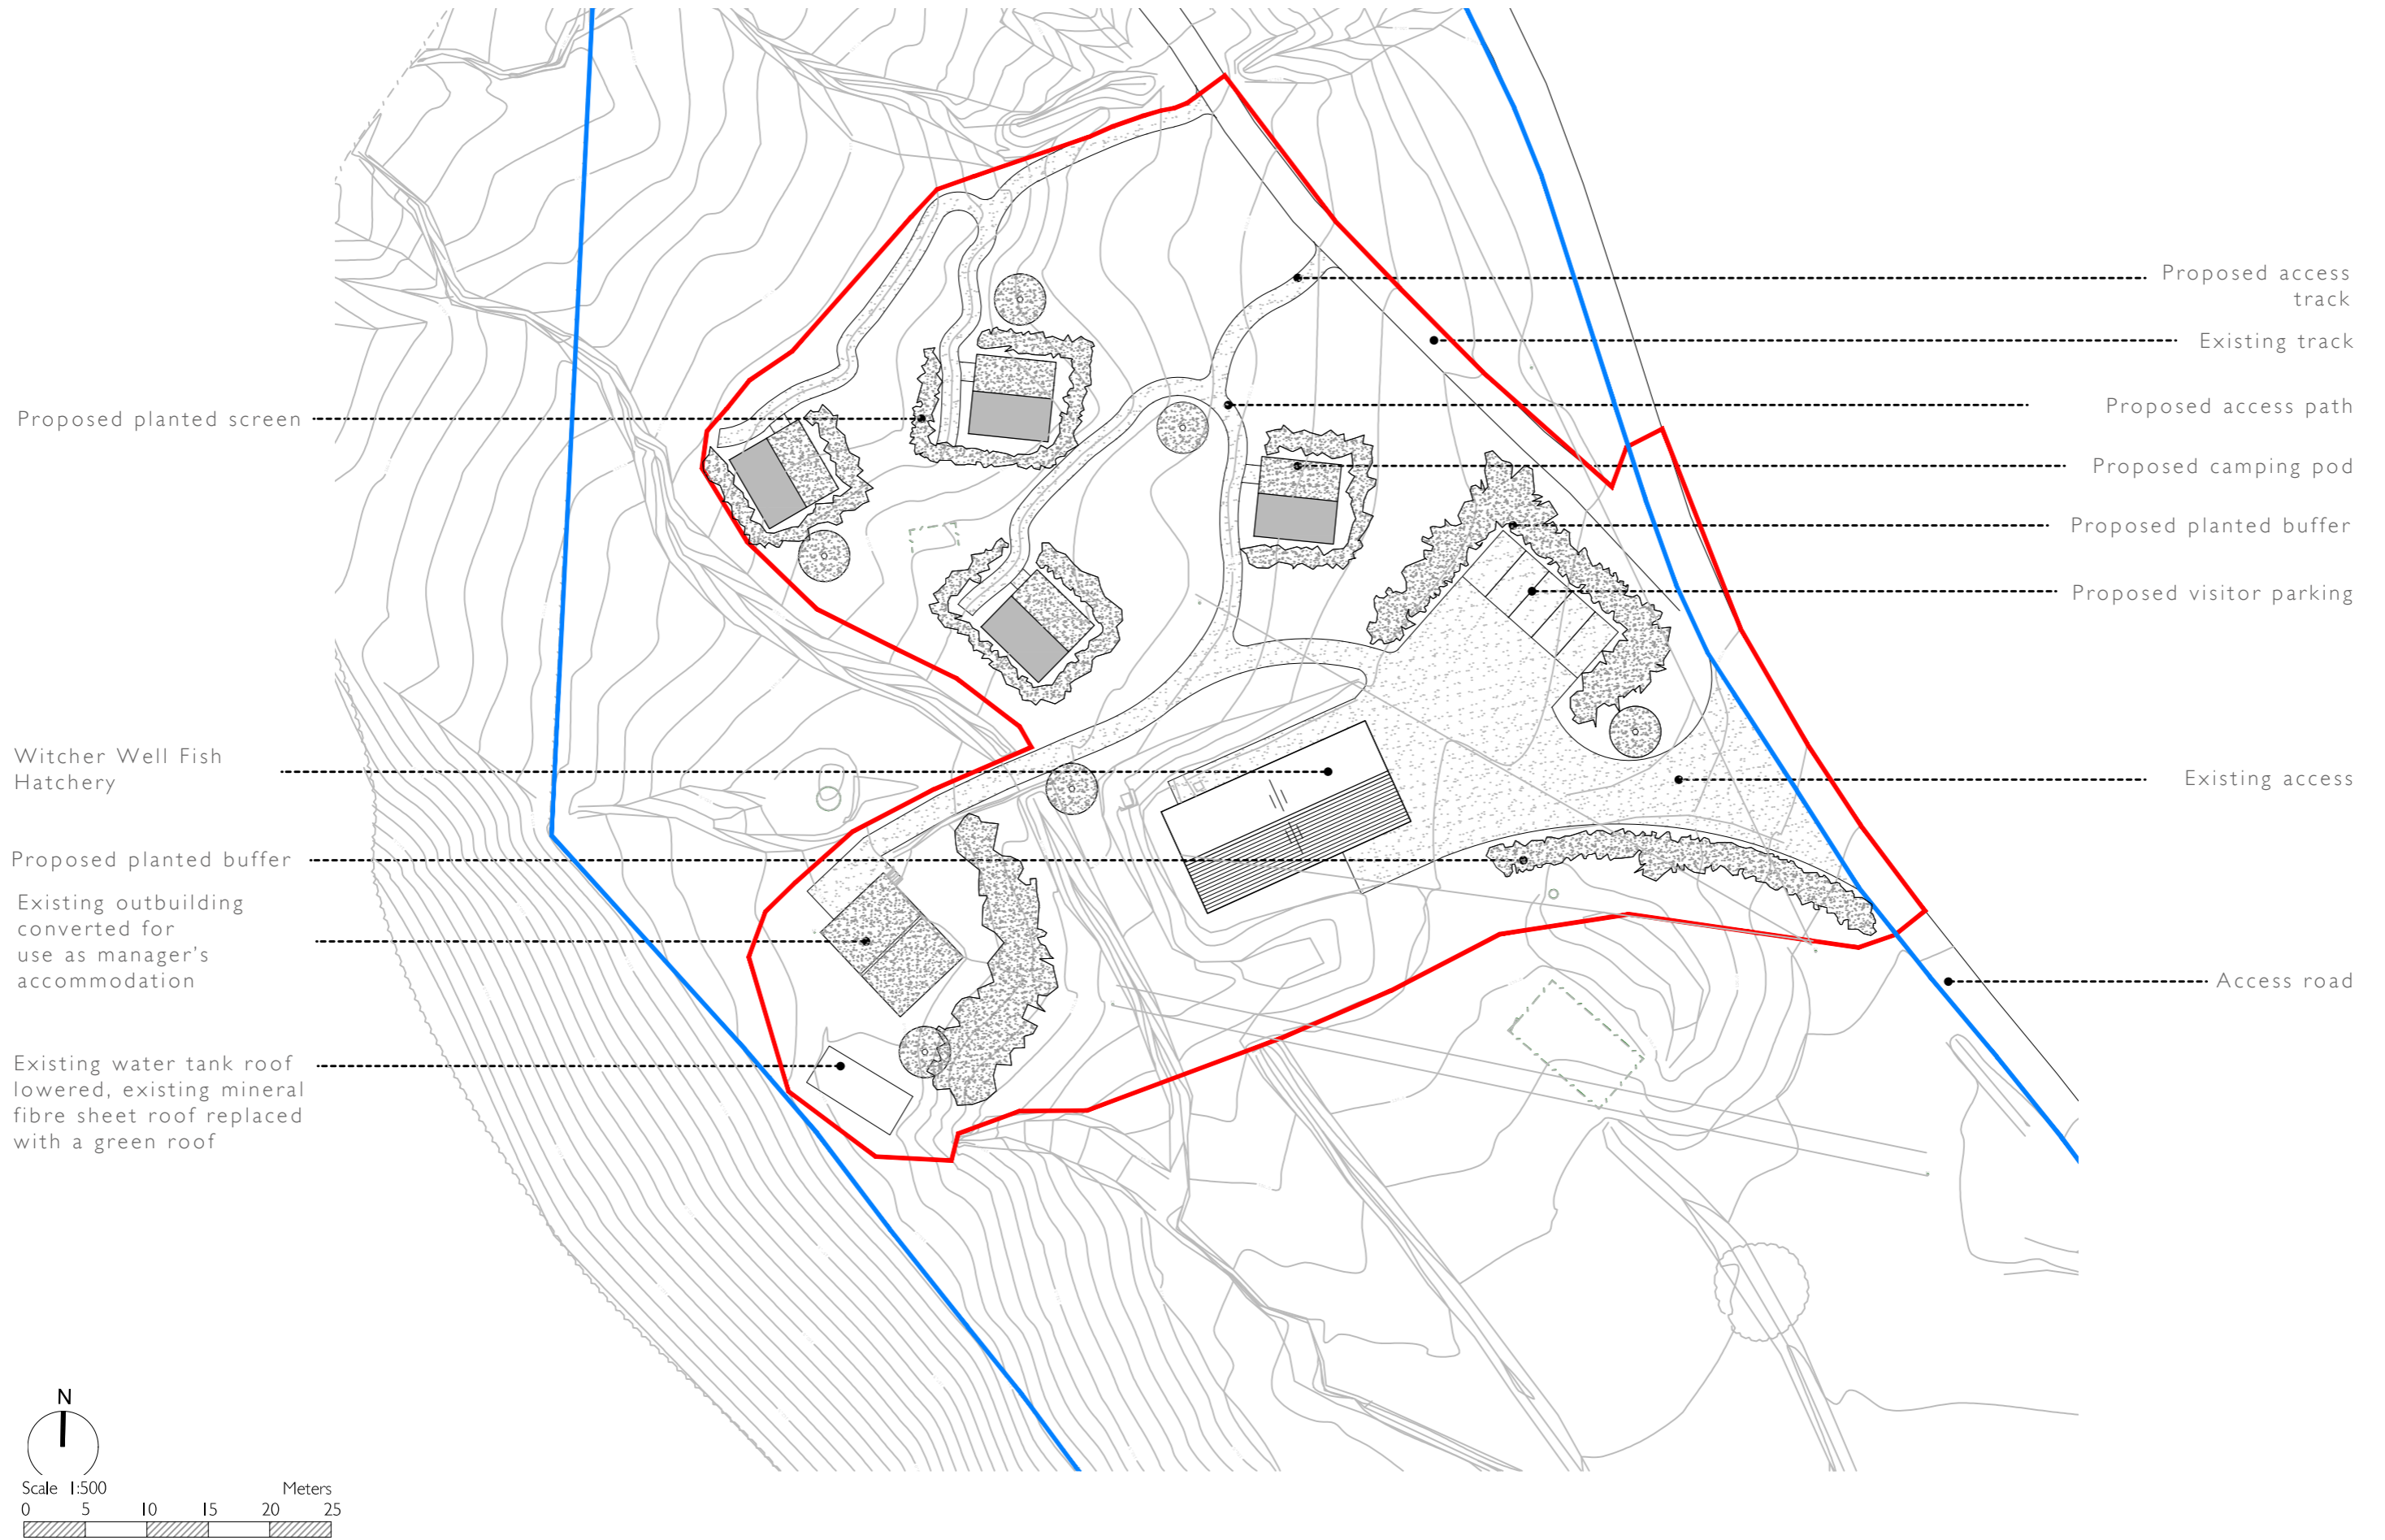 Proposed access
track
Existing track
Proposed planted screen
Proposed access path
Proposed camping pod
Proposed planted buffer
Proposed visitor parking
Witcher Well Fish
Hatchery
Existing access
Proposed planted buffer
Existing outbuilding
converted for
use as manager's
accommodation
Access road
Existing water tank roof
lowered, existing mineral
fibre sheet roof replaced
with a green roof
N
Scale 1:500 Meters
0 5 10 15 20 25